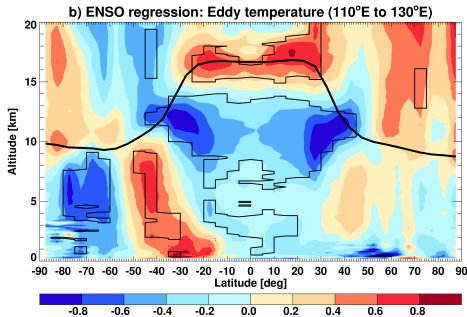 b) ENSO regression: Eddy temperature (110°E to 130°E)
20
15
10
5
0
Altitude [km]
-90 -80 -70 -60 -50 -40 -30 -20 -10 0 10 20 30 40 50 60 70 80 90
Latitude [deg]
-0.8 -0.6 -0.4 -0.2 0.0 0.2 0.4 0.6 0.8